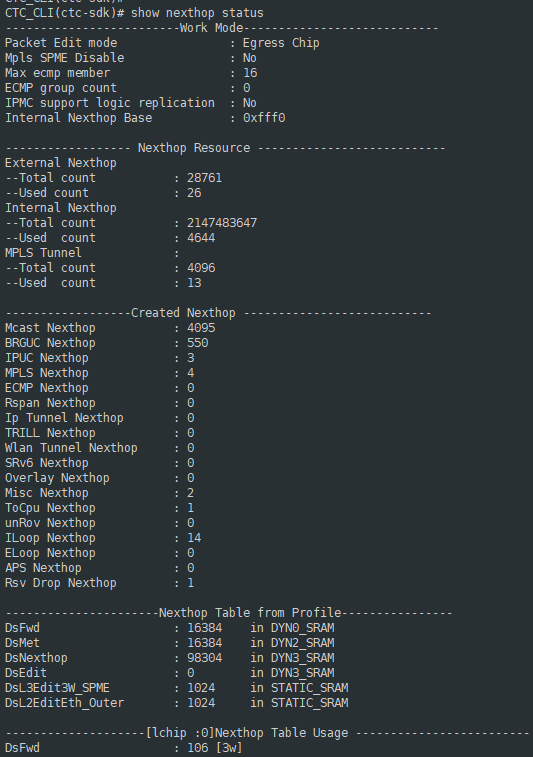 CTC_CLI(ctc-sdk)# show nexthop status
-------------------------Work Mode----------------------------
Packet Edit mode                : Egress Chip
Mpls SPME Disable               : No
Max ecmp member                 : 16
ECMP group count                : 0
IPMC support logic replication  : No
Internal Nexthop Base           : 0xfff0
------------------ Nexthop Resource ---------------------------
External Nexthop
--Total count           : 28761
--Used count            : 26
Internal Nexthop
--Total count           : 2147483647
--Used  count           : 4644
MPLS Tunnel             :
--Total count           : 4096
--Used  count           : 13
------------------Created Nexthop ---------------------------
Mcast Nexthop           : 4095
BRGUC Nexthop           : 550
IPUC Nexthop            : 3
MPLS Nexthop            : 4
ECMP Nexthop            : 0
Rspan Nexthop           : 0
Ip Tunnel Nexthop       : 0
TRILL Nexthop           : 0
Wlan Tunnel Nexthop     : 0
SRv6 Nexthop            : 0
Overlay Nexthop         : 0
Misc Nexthop            : 2
ToCpu Nexthop           : 1
unRov Nexthop           : 0
ILoop Nexthop           : 14
ELoop Nexthop           : 0
APS Nexthop             : 0
Rsv Drop Nexthop        : 1
----------------------Nexthop Table from Profile----------------
DsFwd                   : 16384    in DYN0_SRAM
DsMet                   : 16384    in DYN2_SRAM
DsNexthop               : 98304    in DYN3_SRAM
DsEdit                  : 0        in DYN3_SRAM
DsL3Edit3W_SPME         : 1024     in STATIC_SRAM
DsL2EditEth_Outer       : 1024     in STATIC_SRAM
--------------------[lchip :0]Nexthop Table Usage -------------------------
DsFwd                   : 106 [3w]